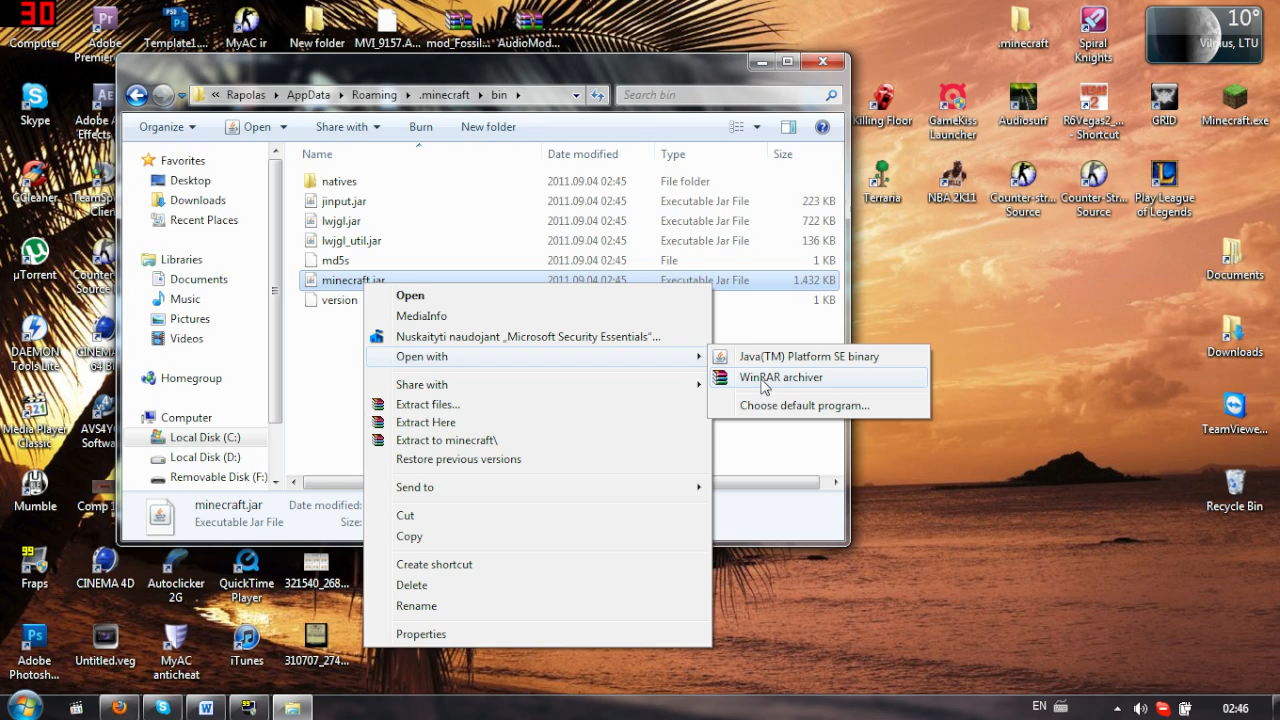 30
Computer
Adobe Premiere...
Template1....
MyAC ir
New folder
MVI_9157.A...
mod_Fossil...
AudioMod...
.minecraft
Spiral Knights
10°
Vilnius, LTU
Skype
Adobe A... Effects
CCleaner
TeamSp... Clien
µTorrent
Counter-... Source
DAEMON Tools Lite
CINEMA 64 Bi
Media Player Classic
AVS4Y... Softwa...
Mumble
Comp 1
Rapolas
AppData
Roaming
.minecraft
bin
Search bin
Organize
Open
Share with
Burn
New folder
Name
Date modified
Type
Size
Favorites
Desktop
Downloads
Recent Places
Libraries
Documents
Music
Pictures
Videos
Homegroup
Computer
Local Disk (C:)
Local Disk (D:)
Removable Disk (F:)
natives 2011.09.04 02:45 File folder
jinput.jar 2011.09.04 02:45 Executable Jar File 223 KB
lwjgl.jar 2011.09.04 02:45 Executable Jar File 722 KB
lwjgl_util.jar 2011.09.04 02:45 Executable Jar File 136 KB
md5s 2011.09.04 02:45 File 1 KB
minecraft.jar 2011.09.04 02:45 Executable Jar File 1,432 KB
version 1 KB
minecraft.jar Date modified:
Executable Jar File Size:
Open
MediaInfo
Nuskaityti naudojant „Microsoft Security Essentials“...
Open with
Share with
Extract files...
Extract Here
Extract to minecraft\
Restore previous versions
Send to
Cut
Copy
Create shortcut
Delete
Rename
Properties
Java(TM) Platform SE binary
WinRAR archiver
Choose default program...
Killing Floor
GameKiss Launcher
Audiosurf
R6Vegas2_... - Shortcut
GRID
Minecraft.exe
Terraria
NBA 2K11
Counter-str... Source
Counter-Str... Source
Play League of Legends
Documents
Downloads
TeamViewe...
Recycle Bin
99
Fraps
CINEMA 4D
Autoclicker 2G
QuickTime Player
321540_268...
Adobe Photosh...
Untitled.veg
MyAC anticheat
iTunes
310707_274...
EN
02:46